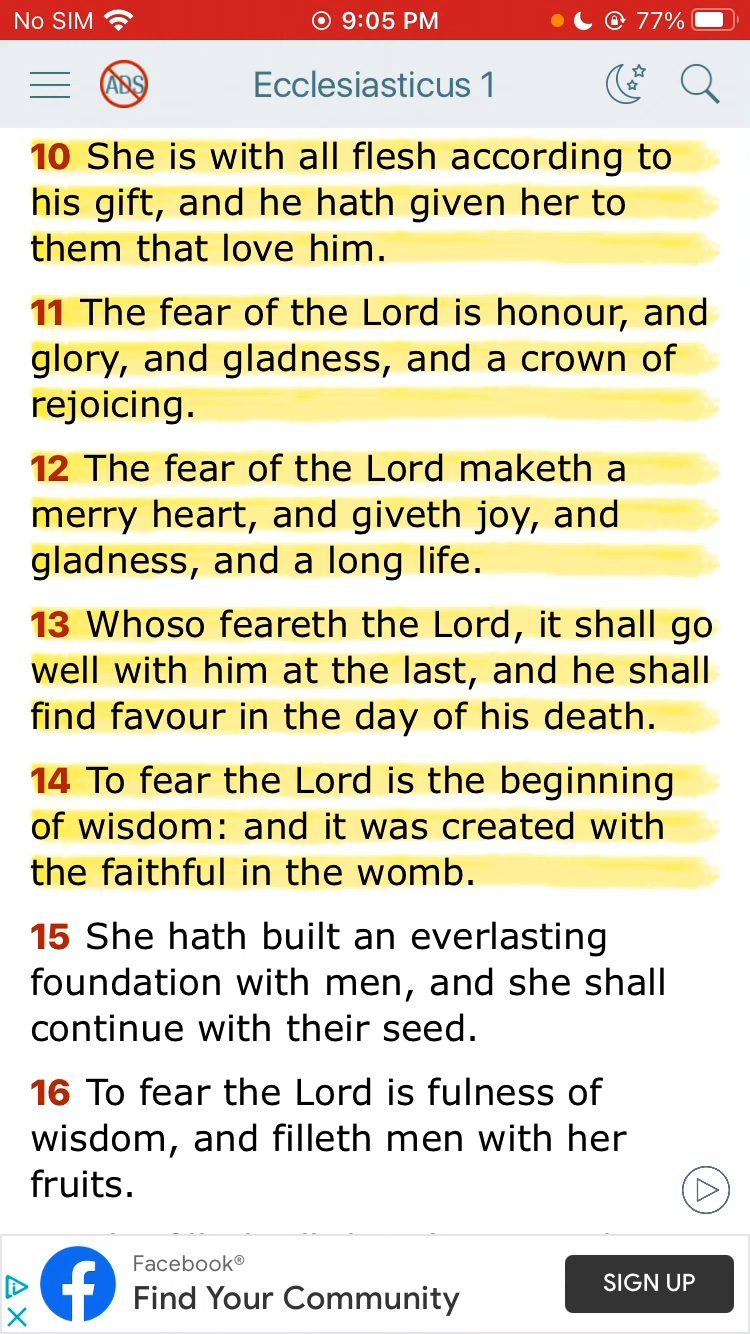 No SIM 9:05 PM 77%
ADS Ecclesiasticus 1
10 She is with all flesh according to
his gift, and he hath given her to
them that love him.
11 The fear of the Lord is honour, and
glory, and gladness, and a crown of
rejoicing.
12 The fear of the Lord maketh a
merry heart, and giveth joy, and
gladness, and a long life.
13 Whoso feareth the Lord, it shall go
well with him at the last, and he shall
find favour in the day of his death.
14 To fear the Lord is the beginning
of wisdom: and it was created with
the faithful in the womb.
15 She hath built an everlasting
foundation with men, and she shall
continue with their seed.
16 To fear the Lord is fulness of
wisdom, and filleth men with her
fruits.
Facebook®
Find Your Community
SIGN UP